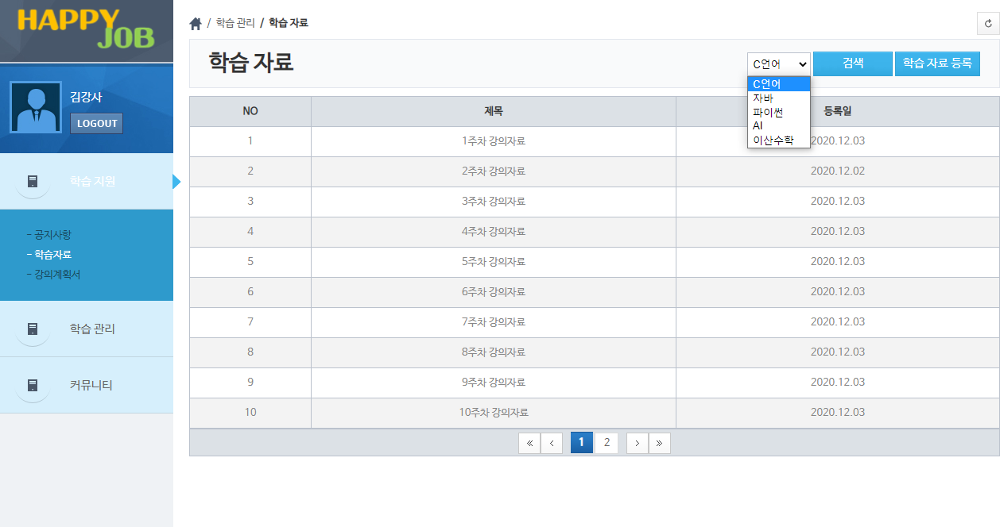 HAPPY
JOB
김강사
LOGOUT
학습 지원
- 공지사항
- 학습자료
- 강의계획서
학습 관리
커뮤니티
/ 학습 관리 / 학습 자료
학습 자료
C언어 검색 학습 자료 등록
C언어
자바
파이썬
AI
이산수학
NO 제목 등록일
1 1주차 강의자료 2020.12.03
2 2주차 강의자료 2020.12.02
3 3주차 강의자료 2020.12.03
4 4주차 강의자료 2020.12.03
5 5주차 강의자료 2020.12.03
6 6주차 강의자료 2020.12.03
7 7주차 강의자료 2020.12.03
8 8주차 강의자료 2020.12.03
9 9주차 강의자료 2020.12.03
10 10주차 강의자료 2020.12.03
« ‹ 1 2 › »